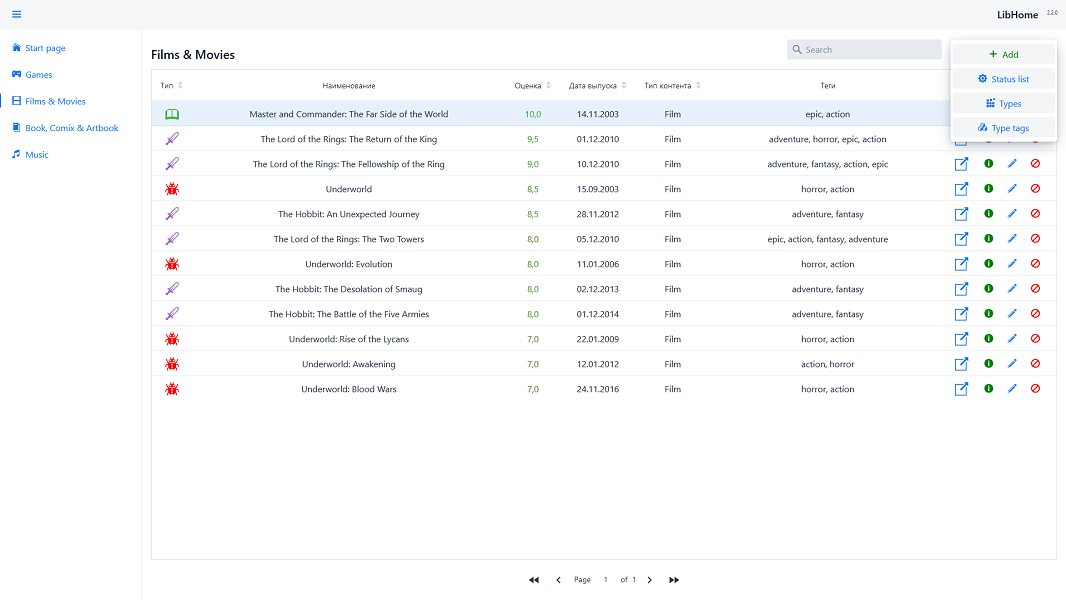 LibHome 2.2.0
Start page
Games
Films & Movies
Book, Comix & Artbook
Music
Films & Movies
Search
Add
Status list
Types
Type tags
Тип Наименование Оценка Дата выпуска Тип контента Теги
Master and Commander: The Far Side of the World 10,0 14.11.2003 Film epic, action
The Lord of the Rings: The Return of the King 9,5 01.12.2010 Film adventure, horror, epic, action
The Lord of the Rings: The Fellowship of the Ring 9,0 10.12.2010 Film adventure, fantasy, action, epic
Underworld 8,5 15.09.2003 Film horror, action
The Hobbit: An Unexpected Journey 8,5 28.11.2012 Film adventure, fantasy
The Lord of the Rings: The Two Towers 8,0 05.12.2010 Film epic, action, fantasy, adventure
Underworld: Evolution 8,0 11.01.2006 Film horror, action
The Hobbit: The Desolation of Smaug 8,0 02.12.2013 Film adventure, fantasy
The Hobbit: The Battle of the Five Armies 8,0 01.12.2014 Film adventure, fantasy
Underworld: Rise of the Lycans 7,0 22.01.2009 Film horror, action
Underworld: Awakening 7,0 12.01.2012 Film action, horror
Underworld: Blood Wars 7,0 24.11.2016 Film horror, action
Page 1 of 1